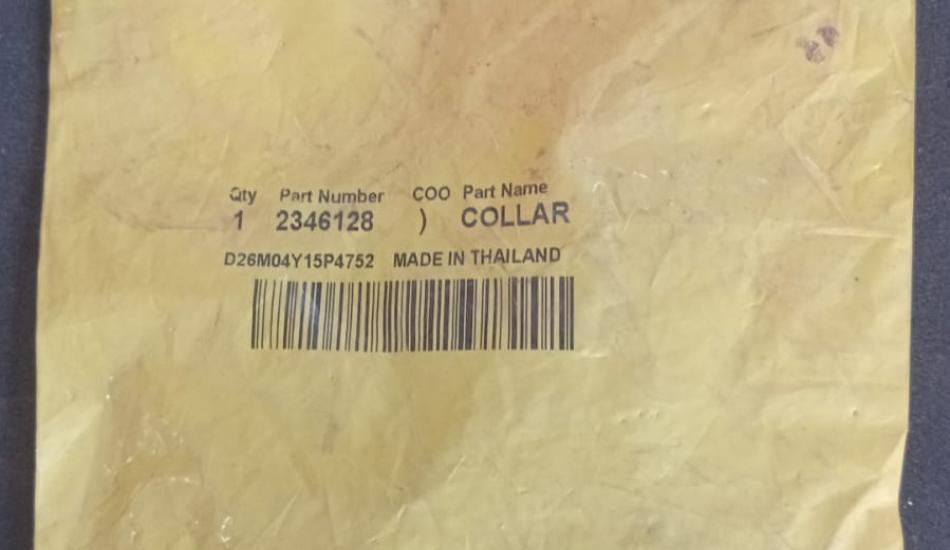 Qty Part Number COO Part Name
1 2346128 ) COLLAR
D26M04Y15P4752 MADE IN THAILAND